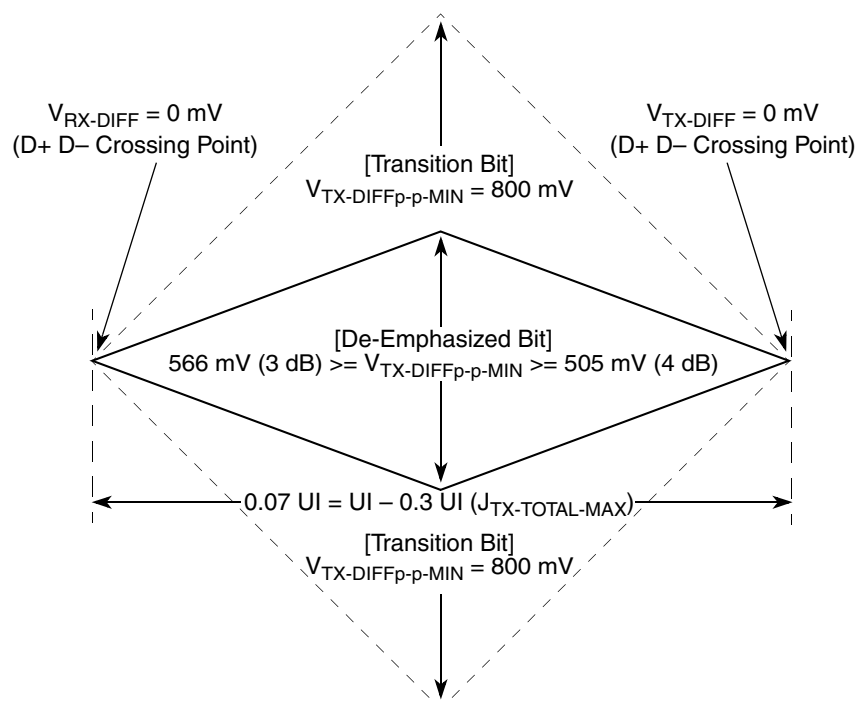 V_RX-DIFF = 0 mV
(D+ D– Crossing Point)
V_TX-DIFF = 0 mV
(D+ D– Crossing Point)
[Transition Bit]
V_TX-DIFFp-p-MIN = 800 mV
[De-Emphasized Bit]
566 mV (3 dB) >= V_TX-DIFFp-p-MIN >= 505 mV (4 dB)
0.07 UI = UI – 0.3 UI (J_TX-TOTAL-MAX)
[Transition Bit]
V_TX-DIFFp-p-MIN = 800 mV